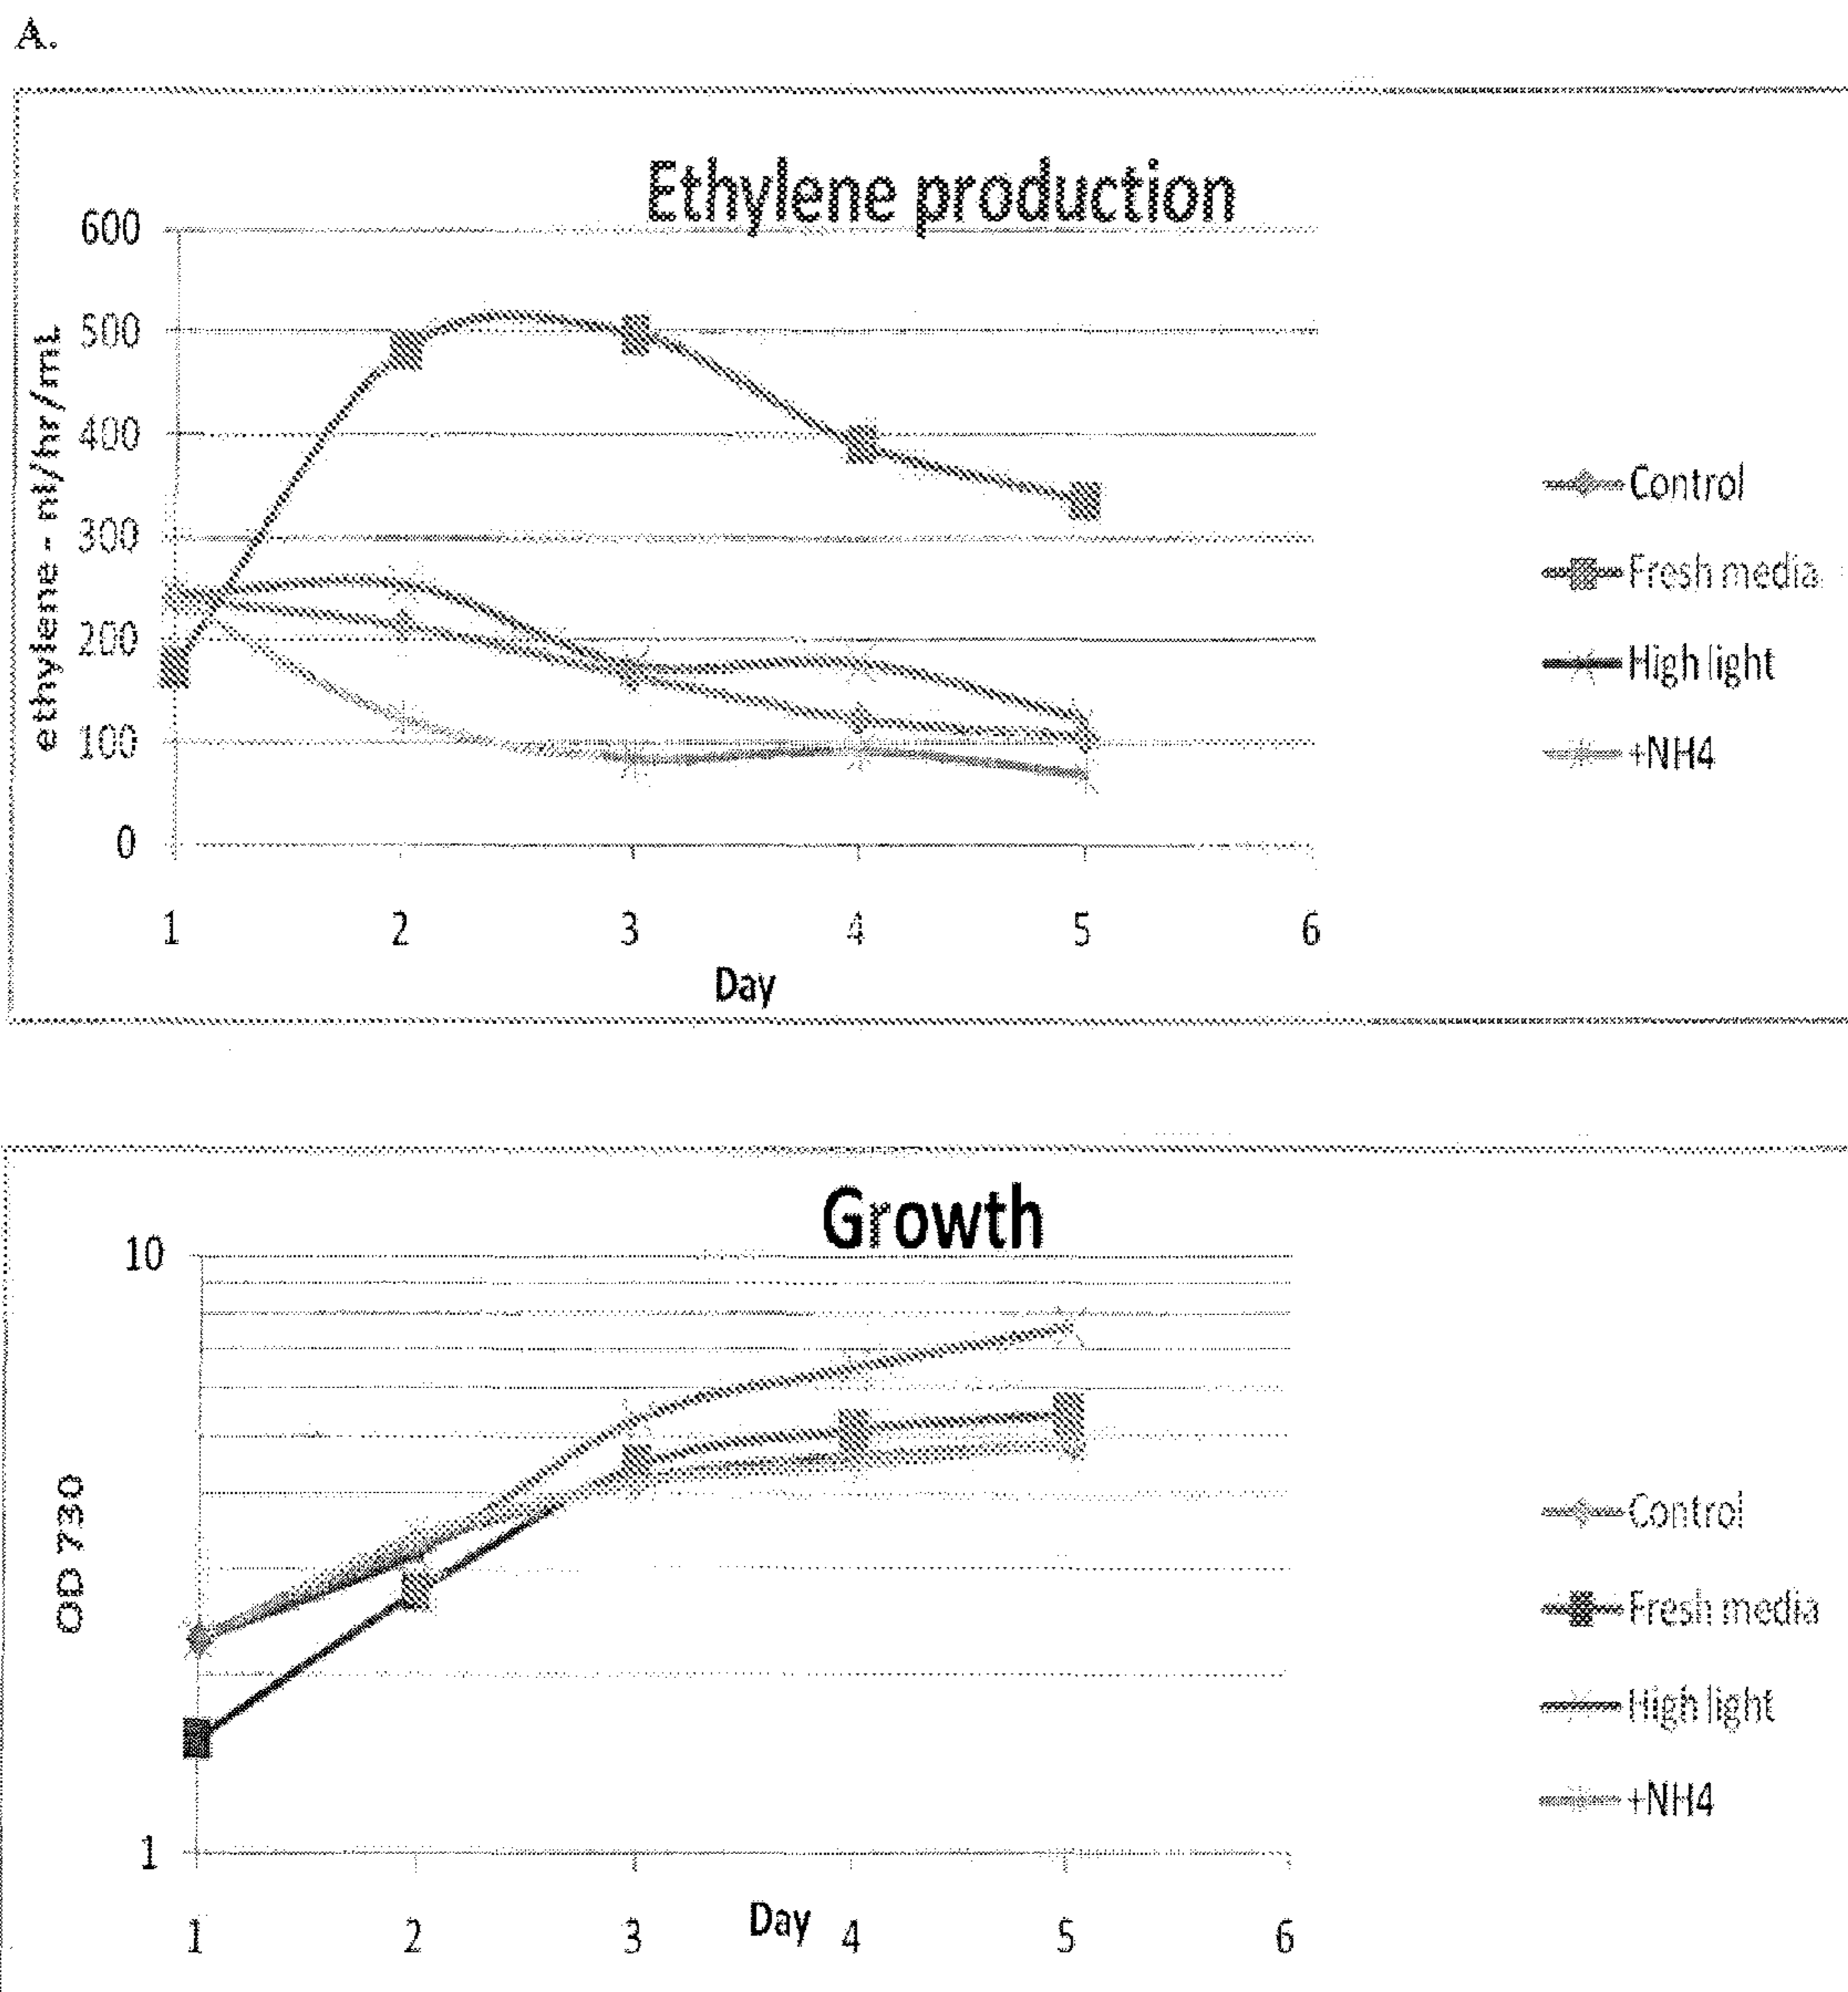 A.
Ethylene production
600
500
400
300
200
100
0
ethylene - nl/hr/mL
1 2 3 4 5 6
Day
Control
Fresh media
High light
+NH4
Growth
10
1
OD 730
1 2 3 4 5 6
Day
Control
Fresh media
High light
+NH4